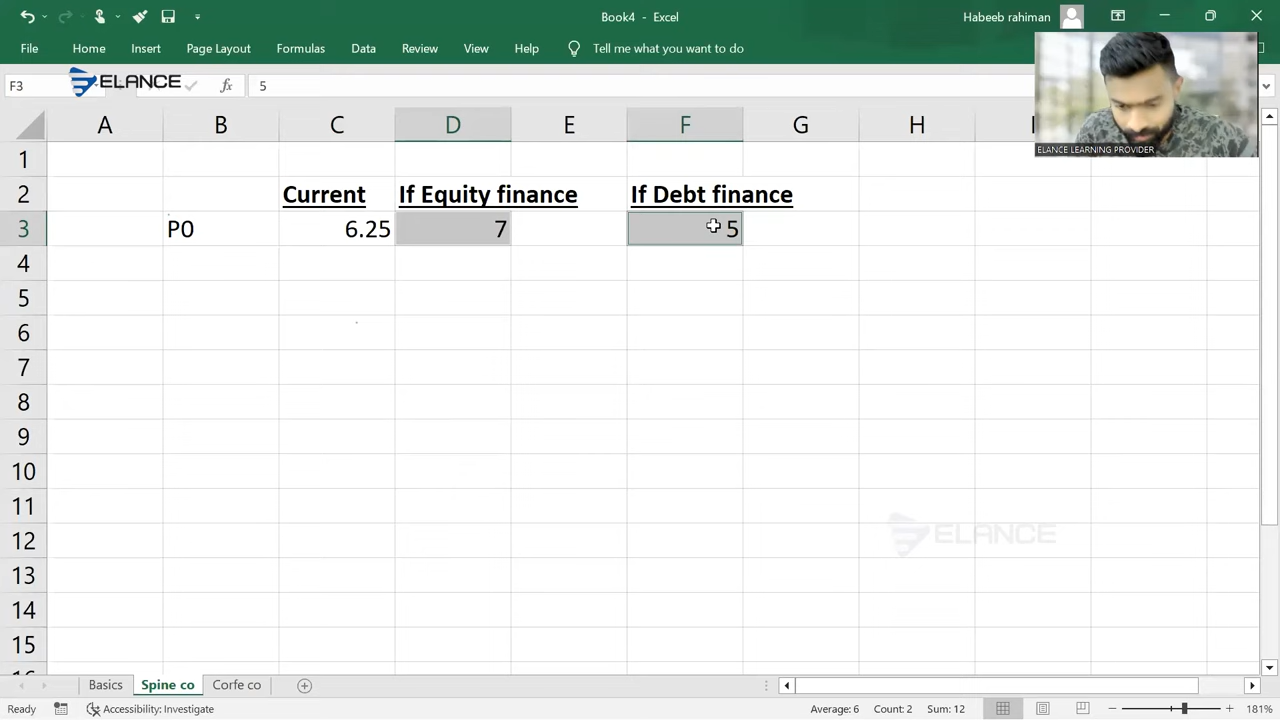 Book4 - Excel
Habeeb rahiman
File Home Insert Page Layout Formulas Data Review View Help Tell me what you want to do
F3 fx 5
ELANCE
ELANCE LEARNING PROVIDER
A B C D E F G H
1
2 Current If Equity finance If Debt finance
3 P0 6.25 7 5
4
5
6
7
8
9
10
11
12
13
14
15
ELANCE
Basics Spine co Corfe co
Ready Accessibility: Investigate Average: 6 Count: 2 Sum: 12 181%